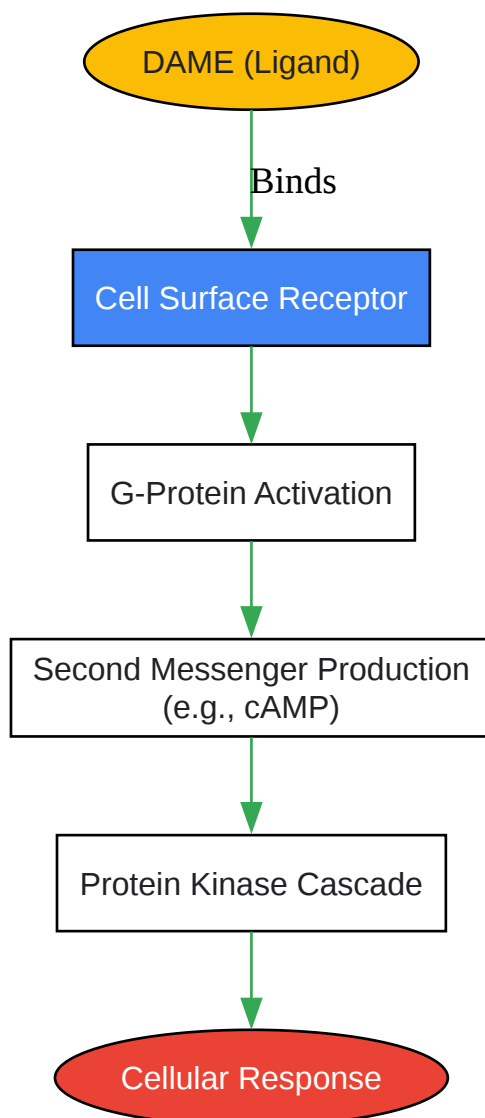 DAME (Ligand)
Binds
Cell Surface Receptor
G-Protein Activation
Second Messenger Production
(e.g., cAMP)
Protein Kinase Cascade
Cellular Response